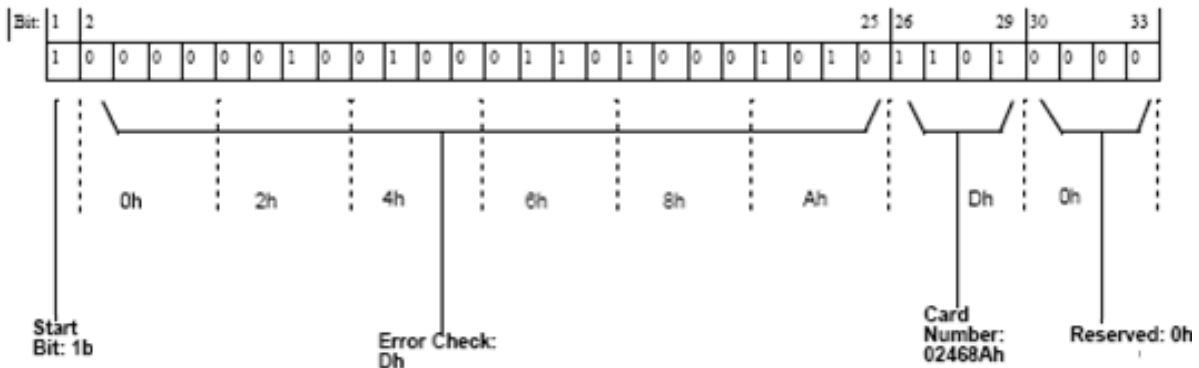 Bit: 1 2 25 26 29 30 33
1 0 0 0 0 0 0 1 0 0 1 0 0 0 1 1 0 1 0 0 0 1 0 1 0 1 1 0 1 0 0 0 0
0h 2h 4h 6h 8h Ah Dh 0h
Start
Bit: 1b
Error Check:
Dh
Card
Number:
02468Ah
Reserved: 0h